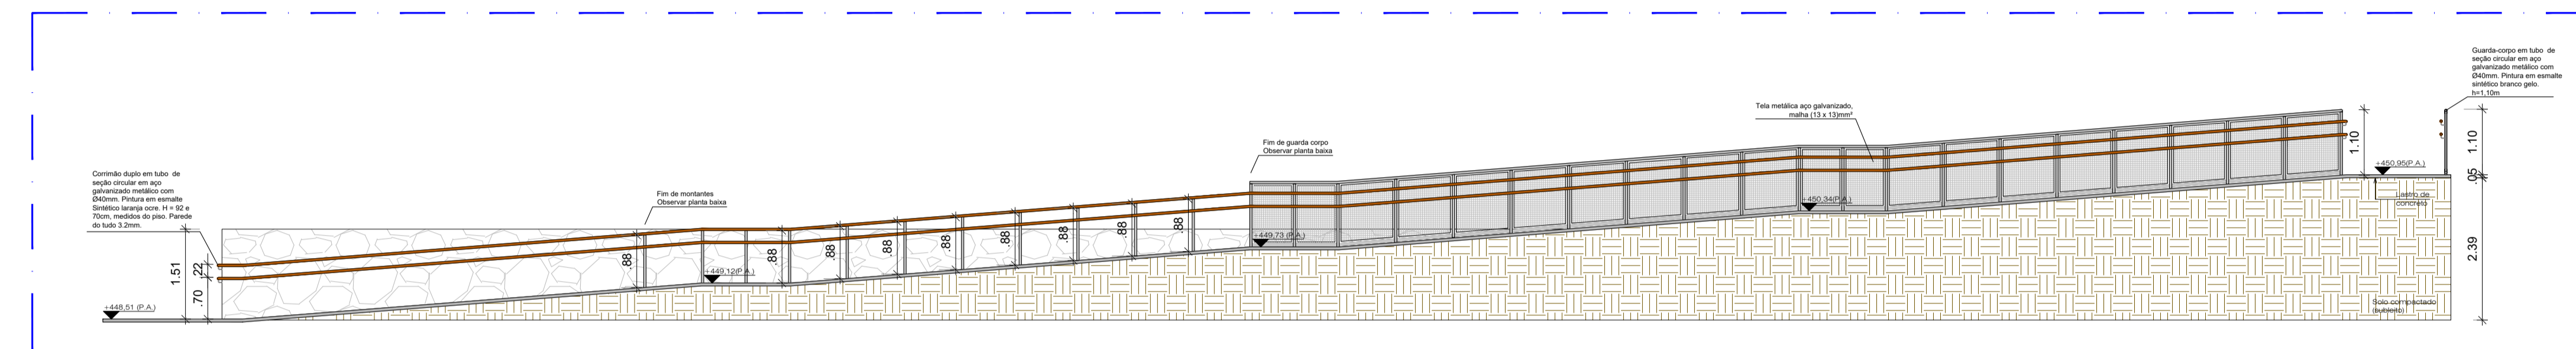 Corrimão duplo em tubo de
seção circular em aço
galvanizado metálico com
Ø40mm. Pintura em esmalte
Sintético laranja ocre. H = 92 e
70cm, medidos do piso. Parede
do tudo 3.2mm.
1.51
.22
.70
+448,51 (P.A.)
Fim de montantes
Observar planta baixa
.88
+449,12(P.A.)
.88
.88
.88
.88
.88
.88
.88
.88
Fim de guarda corpo
Observar planta baixa
+449,73 (P.A.)
Tela metálica aço galvanizado,
malha (13 x 13)mm²
+450,34(P.A.)
1.10
+450,95(P.A.)
Lastro de
concreto
Solo compactado
(subleito)
Guarda-corpo em tubo de
seção circular em aço
galvanizado metálico com
Ø40mm. Pintura em esmalte
sintético branco gelo.
h=1,10m
1.10
.05
2.39